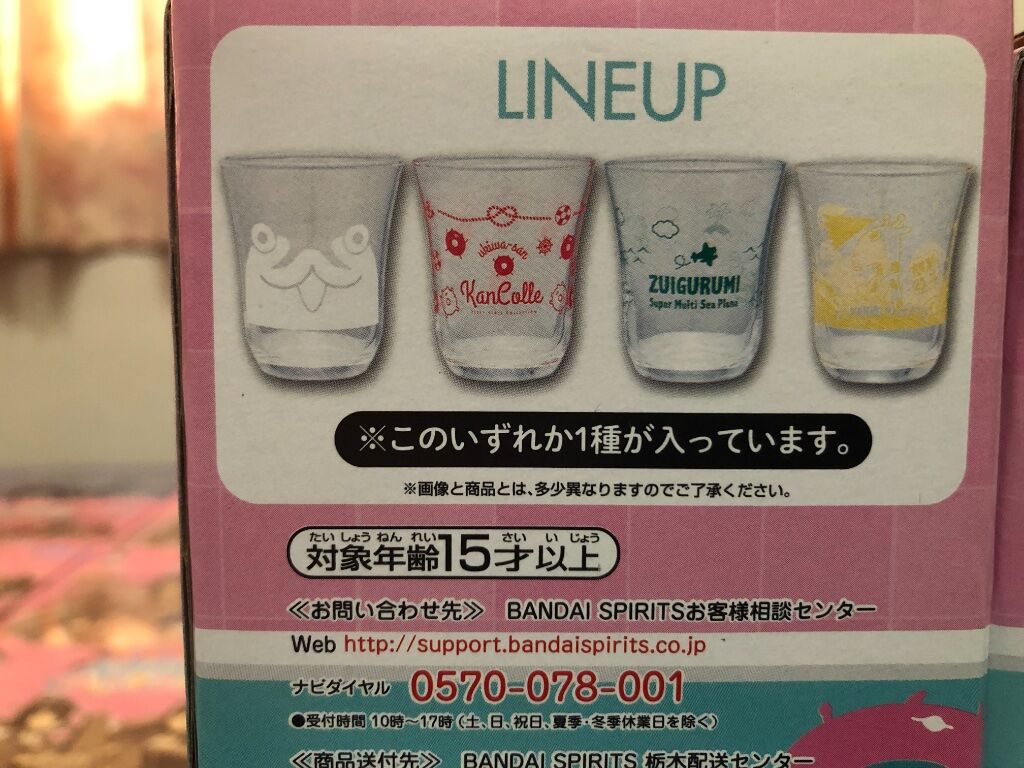 LINEUP
ukiwa-san
KanColle
ZUIGURUMI
Super Multi Sea Plane
※このいずれか1種が入っています。
※画像と商品とは、多少異なりますのでご了承ください。
たい しょう ねん れい さい い じょう
対象年齢15才以上
≪お問い合わせ先≫ BANDAI SPIRITSお客様相談センター
Web http://support.bandaispirits.co.jp
ナビダイヤル 0570-078-001
●受付時間 10時~17時(土、日、祝日、夏季・冬季休業日を除く)
≪商品送付先≫ BANDAI SPIRITS 栃木配送センター